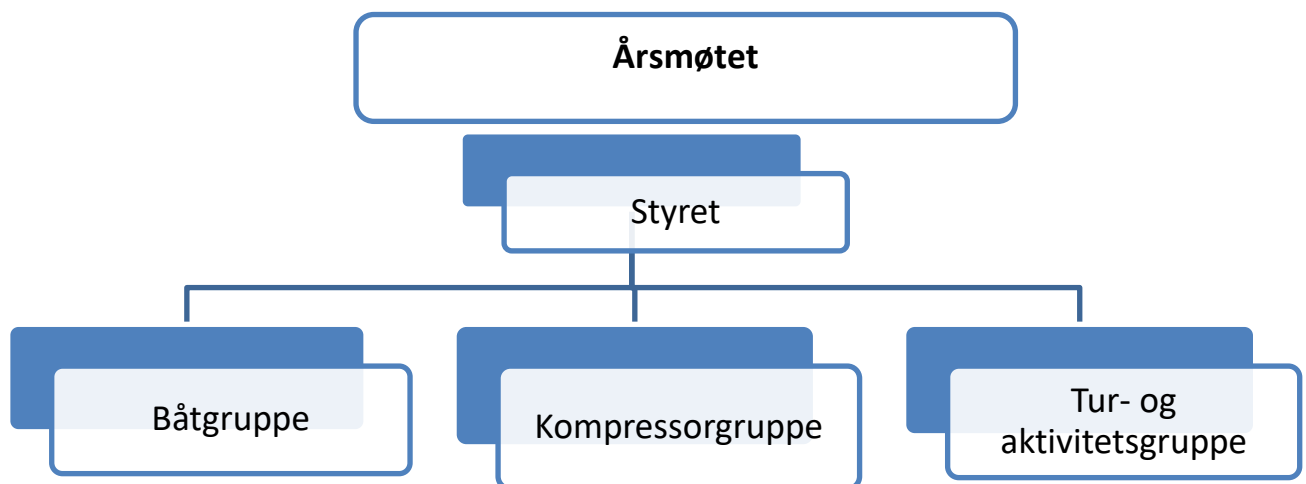 Årsmøtet
Styret
Båtgruppe
Kompressorgruppe
Tur- og
aktivitetsgruppe